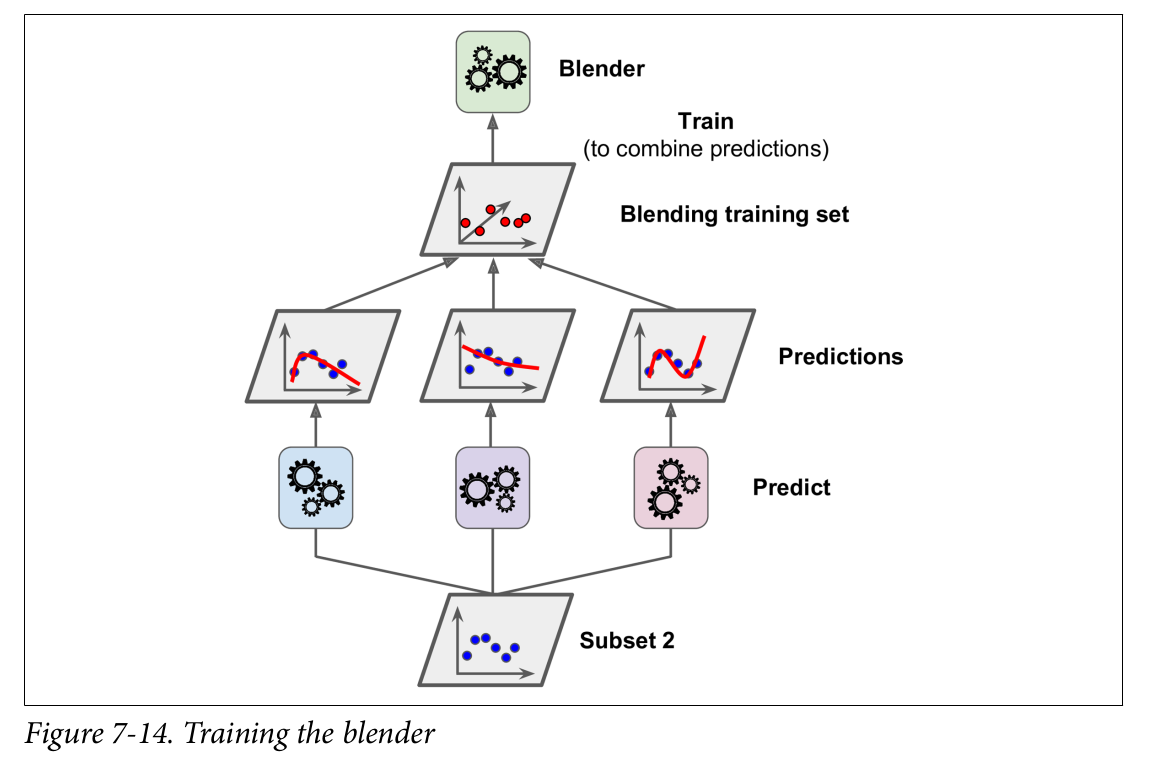 Blender
Train
(to combine predictions)
Blending training set
Predictions
Predict
Subset 2
Figure 7-14. Training the blender